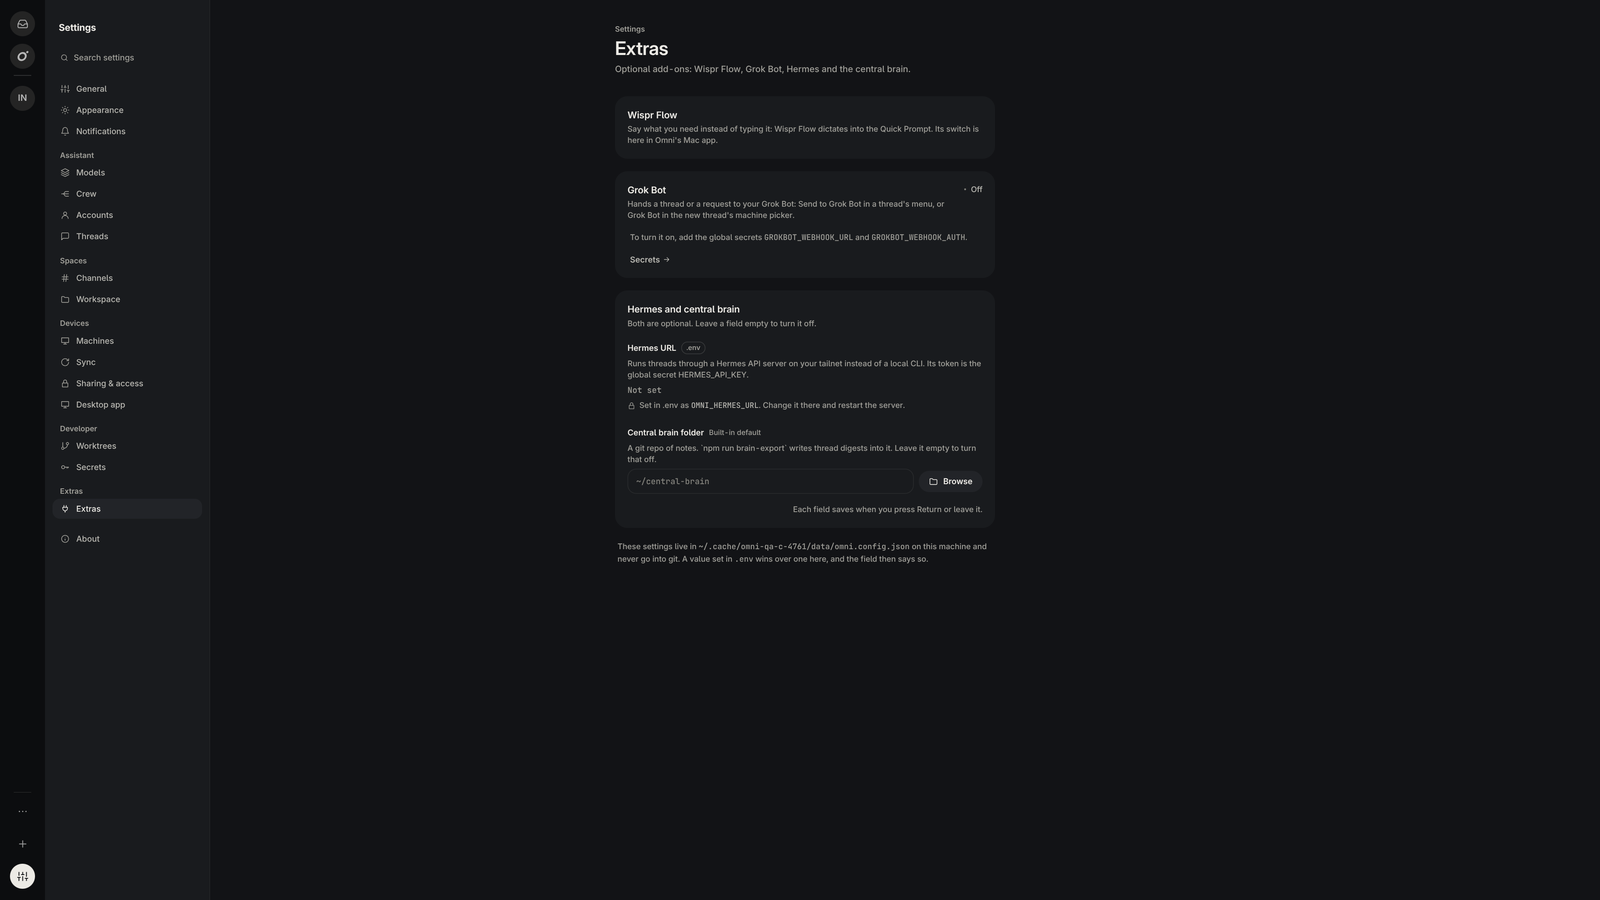 IN
Settings
Search settings
General
Appearance
Notifications
Assistant
Models
Crew
Accounts
Threads
Spaces
Channels
Workspace
Devices
Machines
Sync
Sharing & access
Desktop app
Developer
Worktrees
Secrets
Extras
Extras
About
Settings
Extras
Optional add-ons: Wispr Flow, Grok Bot, Hermes and the central brain.
Wispr Flow
Say what you need instead of typing it: Wispr Flow dictates into the Quick Prompt. Its switch is
here in Omni's Mac app.
Grok Bot
Off
Hands a thread or a request to your Grok Bot: Send to Grok Bot in a thread's menu, or
Grok Bot in the new thread's machine picker.
To turn it on, add the global secrets GROKBOT_WEBHOOK_URL and GROKBOT_WEBHOOK_AUTH.
Secrets →
Hermes and central brain
Both are optional. Leave a field empty to turn it off.
Hermes URL .env
Runs threads through a Hermes API server on your tailnet instead of a local CLI. Its token is the
global secret HERMES_API_KEY.
Not set
Set in .env as OMNI_HERMES_URL. Change it there and restart the server.
Central brain folder Built-in default
A git repo of notes. `npm run brain-export` writes thread digests into it. Leave it empty to turn
that off.
~/central-brain
Browse
Each field saves when you press Return or leave it.
These settings live in ~/.cache/omni-qa-c-4761/data/omni.config.json on this machine and
never go into git. A value set in .env wins over one here, and the field then says so.